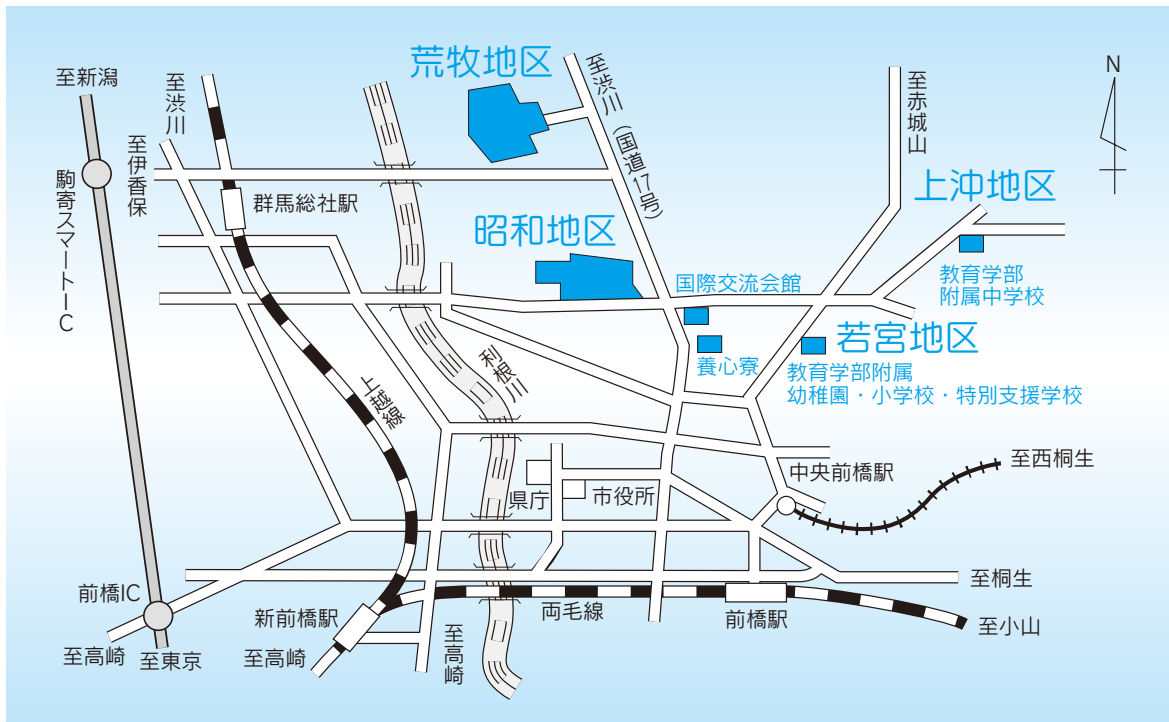 荒牧地区
至新潟
至渋川
至渋川（国道17号）
至赤城山
N
至伊香保
駒寄スマートIC
群馬総社駅
上沖地区
昭和地区
教育学部
附属中学校
国際交流会館
若宮地区
養心寮
教育学部附属
幼稚園・小学校・特別支援学校
利根川
上越線
中央前橋駅
至西桐生
県庁
市役所
前橋IC
新前橋駅
両毛線
前橋駅
至桐生
至小山
至高崎
至東京
至高崎
至高崎